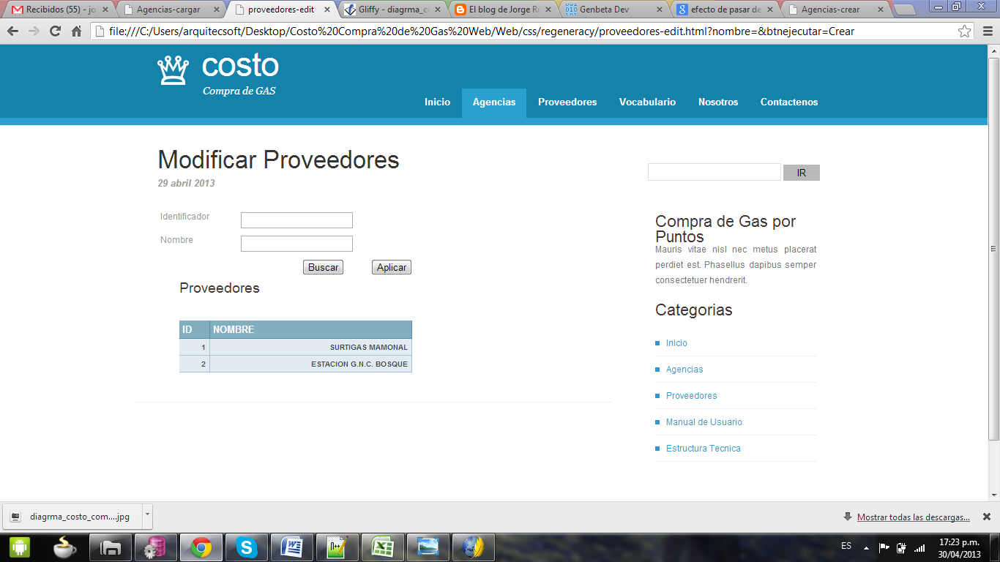 Recibidos (55) - jo
Agencias-cargar
proveedores-edit
Gliffy - diagrma_c
El blog de Jorge Ru
Genbeta Dev
efecto de pasar de
Agencias-crear
file:///C:/Users/arquitecsoft/Desktop/Costo%20Compra%20de%20Gas%20Web/Web/css/regeneracy/proveedores-edit.html?nombre=&btnejecutar=Crear
costo
Compra de GAS
Inicio Agencias Proveedores Vocabulario Nosotros Contactenos
Modificar Proveedores
29 abril 2013
Identificador
Nombre
Buscar Aplicar
Proveedores
ID NOMBRE
1 SURTIGAS MAMONAL
2 ESTACION G.N.C. BOSQUE
IR
Compra de Gas por
Puntos
Mauris vitae nisl nec metus placerat
perdiet est. Phasellus dapibus semper
consectetuer hendrerit.
Categorias
Inicio
Agencias
Proveedores
Manual de Usuario
Estructura Tecnica
diagrma_costo_com....jpg
Mostrar todas las descargas...
ES
17:23 p.m.
30/04/2013